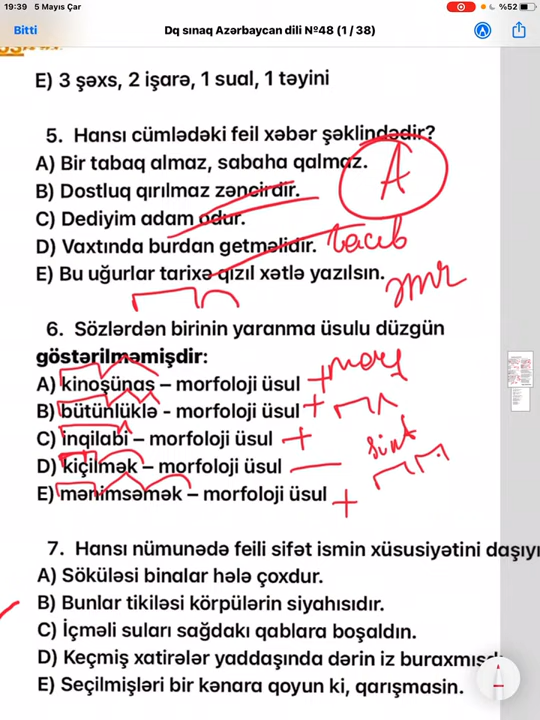 19:39 5 Mayıs Çar %52
Bitti Dq sınaq Azərbaycan dili №48 (1 / 38)
E) 3 şəxs, 2 işarə, 1 sual, 1 təyini
5. Hansı cümlədəki feil xəbər şəklindədir?
A) Bir tabaq almaz, sabaha qalmaz.
A
B) Dostluq qırılmaz zəncirdir.
C) Dediyim adam odur.
D) Vaxtında burdan getməlidir. lacıb
E) Bu uğurlar tarixə qızıl xətlə yazılsın. əmr
6. Sözlərdən birinin yaranma üsulu düzgün
göstərilməmişdir:
A) kinoşünas – morfoloji üsul + morf
B) bütünlüklə - morfoloji üsul +
C) inqilabi – morfoloji üsul + sint
D) kiçilmək – morfoloji üsul —
E) mənimsəmək – morfoloji üsul +
7. Hansı nümunədə feili sifət ismin xüsusiyətini daşıyı
A) Söküləsi binalar hələ çoxdur.
B) Bunlar tikiləsi körpülərin siyahısıdır.
C) İçməli suları sağdakı qablara boşaldın.
D) Keçmiş xatirələr yaddaşında dərin iz buraxmışd
E) Seçilmişləri bir kənara qoyun ki, qarışmasin.